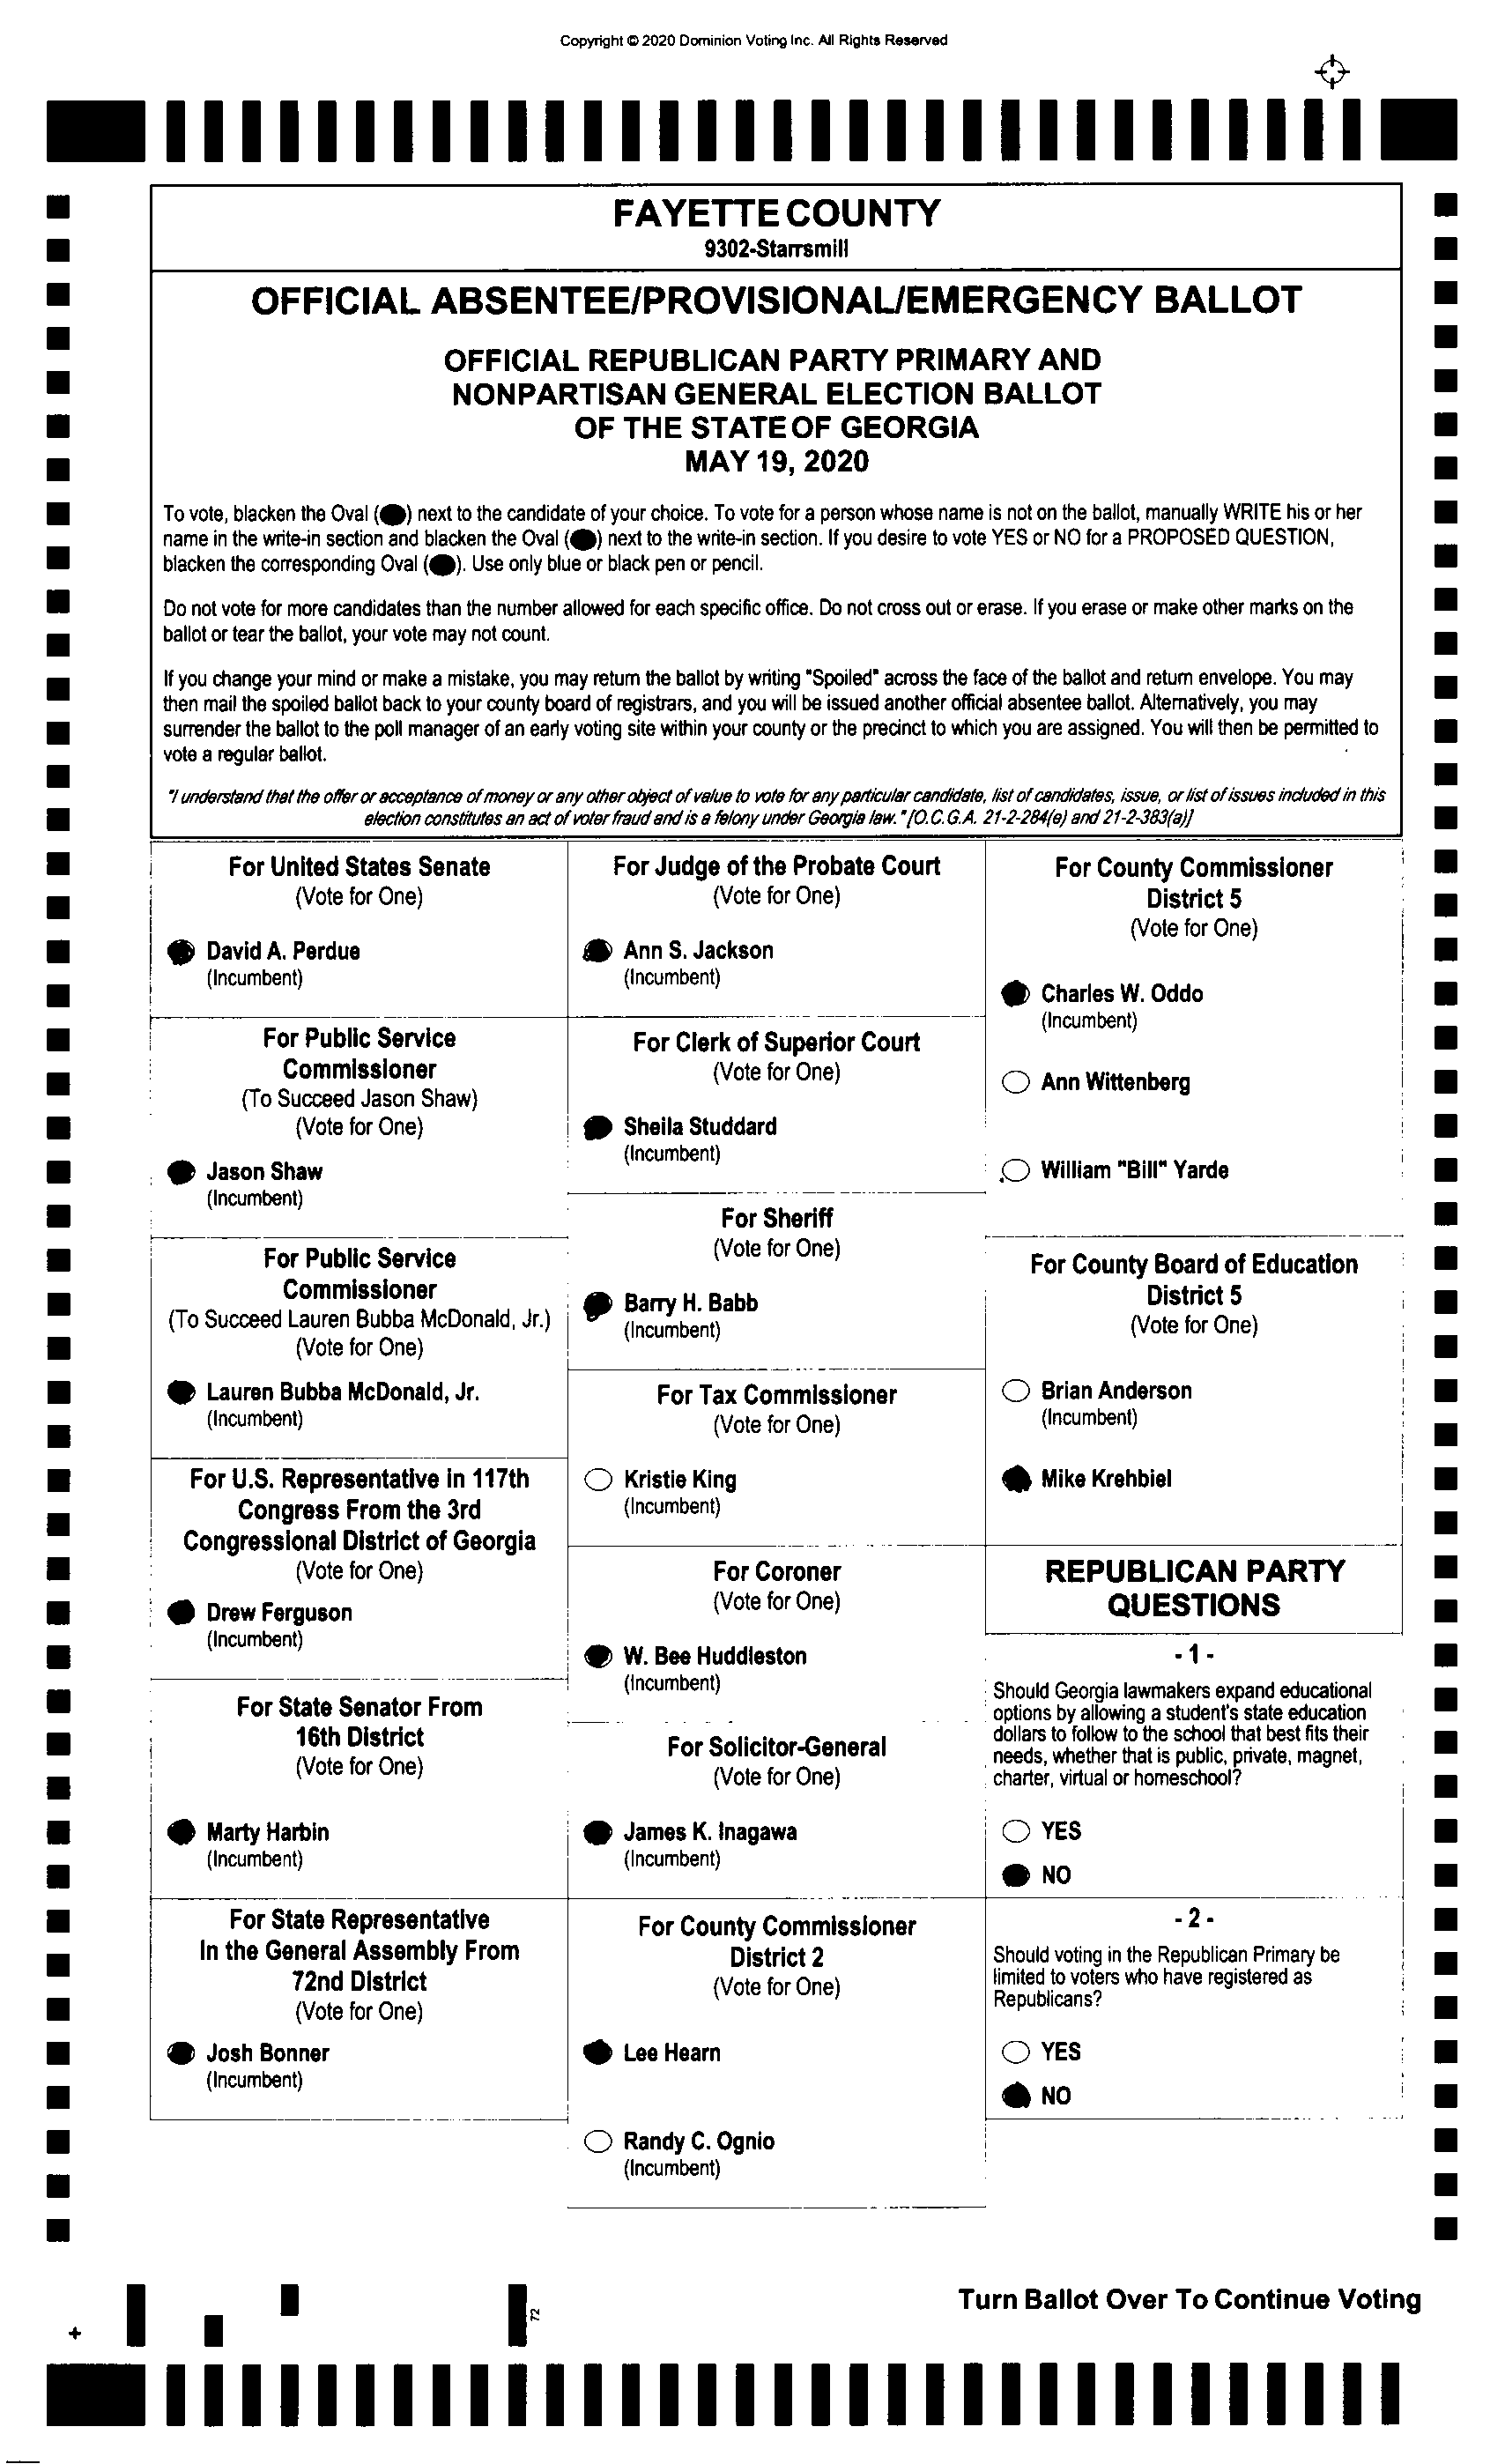 Copyright © 2020 Dominion Voting Inc. All Rights Reserved
FAYETTE COUNTY
9302-Starrsmill
OFFICIAL ABSENTEE/PROVISIONAL/EMERGENCY BALLOT
OFFICIAL REPUBLICAN PARTY PRIMARY AND
NONPARTISAN GENERAL ELECTION BALLOT
OF THE STATE OF GEORGIA
MAY 19, 2020
To vote, blacken the Oval (●) next to the candidate of your choice. To vote for a person whose name is not on the ballot, manually WRITE his or her
name in the write-in section and blacken the Oval (●) next to the write-in section. If you desire to vote YES or NO for a PROPOSED QUESTION,
blacken the corresponding Oval (●). Use only blue or black pen or pencil.
Do not vote for more candidates than the number allowed for each specific office. Do not cross out or erase. If you erase or make other marks on the
ballot or tear the ballot, your vote may not count.
If you change your mind or make a mistake, you may return the ballot by writing "Spoiled" across the face of the ballot and return envelope. You may
then mail the spoiled ballot back to your county board of registrars, and you will be issued another official absentee ballot. Alternatively, you may
surrender the ballot to the poll manager of an early voting site within your county or the precinct to which you are assigned. You will then be permitted to
vote a regular ballot.
"I understand that the offer or acceptance of money or any other object of value to vote for any particular candidate, list of candidates, issue, or list of issues included in this
election constitutes an act of voter fraud and is a felony under Georgia law." [O.C.G.A. 21-2-284(e) and 21-2-383(a)]
For United States Senate
(Vote for One)
David A. Perdue
(Incumbent)
For Public Service
Commissioner
(To Succeed Jason Shaw)
(Vote for One)
Jason Shaw
(Incumbent)
For Public Service
Commissioner
(To Succeed Lauren Bubba McDonald, Jr.)
(Vote for One)
Lauren Bubba McDonald, Jr.
(Incumbent)
For U.S. Representative in 117th
Congress From the 3rd
Congressional District of Georgia
(Vote for One)
Drew Ferguson
(Incumbent)
For State Senator From
16th District
(Vote for One)
Marty Harbin
(Incumbent)
For State Representative
In the General Assembly From
72nd District
(Vote for One)
Josh Bonner
(Incumbent)
For Judge of the Probate Court
(Vote for One)
Ann S. Jackson
(Incumbent)
For Clerk of Superior Court
(Vote for One)
Sheila Studdard
(Incumbent)
For Sheriff
(Vote for One)
Barry H. Babb
(Incumbent)
For Tax Commissioner
(Vote for One)
Kristie King
(Incumbent)
For Coroner
(Vote for One)
W. Bee Huddleston
(Incumbent)
For Solicitor-General
(Vote for One)
James K. Inagawa
(Incumbent)
For County Commissioner
District 2
(Vote for One)
Lee Hearn
Randy C. Ognio
(Incumbent)
For County Commissioner
District 5
(Vote for One)
Charles W. Oddo
(Incumbent)
Ann Wittenberg
William "Bill" Yarde
For County Board of Education
District 5
(Vote for One)
Brian Anderson
(Incumbent)
Mike Krehbiel
REPUBLICAN PARTY
QUESTIONS
- 1 -
Should Georgia lawmakers expand educational
options by allowing a student's state education
dollars to follow to the school that best fits their
needs, whether that is public, private, magnet,
charter, virtual or homeschool?
YES
NO
- 2 -
Should voting in the Republican Primary be
limited to voters who have registered as
Republicans?
YES
NO
Turn Ballot Over To Continue Voting
72